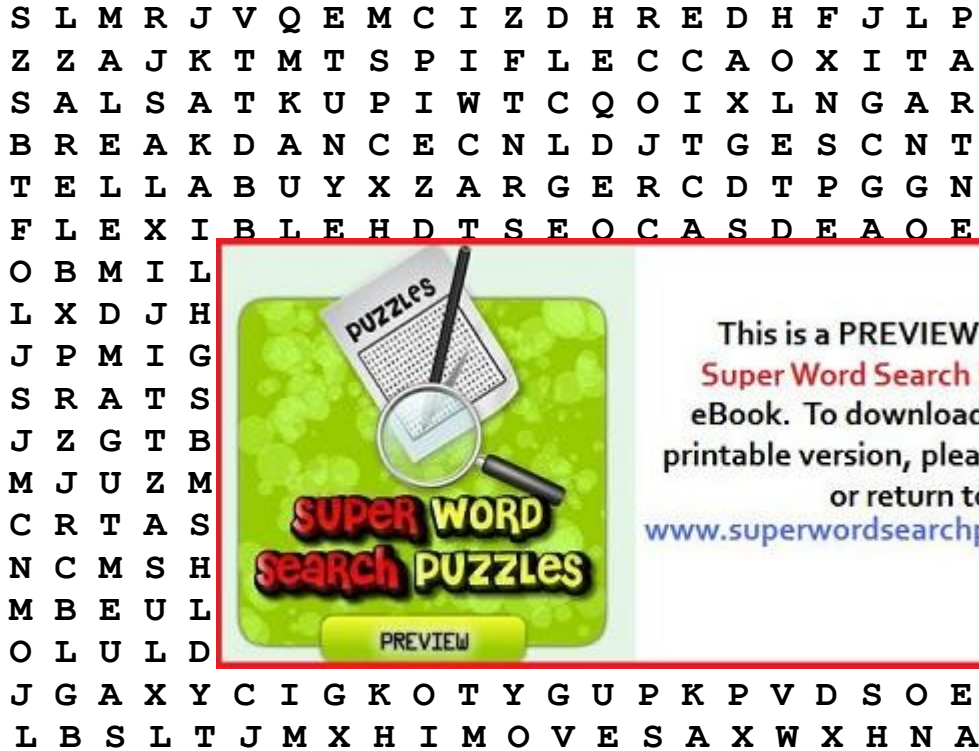 S L M R J V Q E M C I Z D H R E D H F J L P
Z Z A J K T M T S P I F L E C C A O X I T A
S A L S A T K U P I W T C Q O I X L N G A R
B R E A K D A N C E C N L D J T G E S C N T
T E L L A B U Y X Z A R G E R C D T P G G N
F L E X I B L E H D T S E O C A S D E A O E
O B M I L
L X D J H
J P M I G
S R A T S
J Z G T B
M J U Z M
C R T A S
N C M S H
M B E U L
O L U L D
PUZZLES
SUPER WORD
SEARCH PUZZLES
PREVIEW
This is a PREVIEW
Super Word Search
eBook. To download
printable version, plea
or return to
www.superwordsearchp
J G A X Y C I G K O T Y G U P K P V D S O E
L B S L T J M X H I M O V E S A X W X H N A